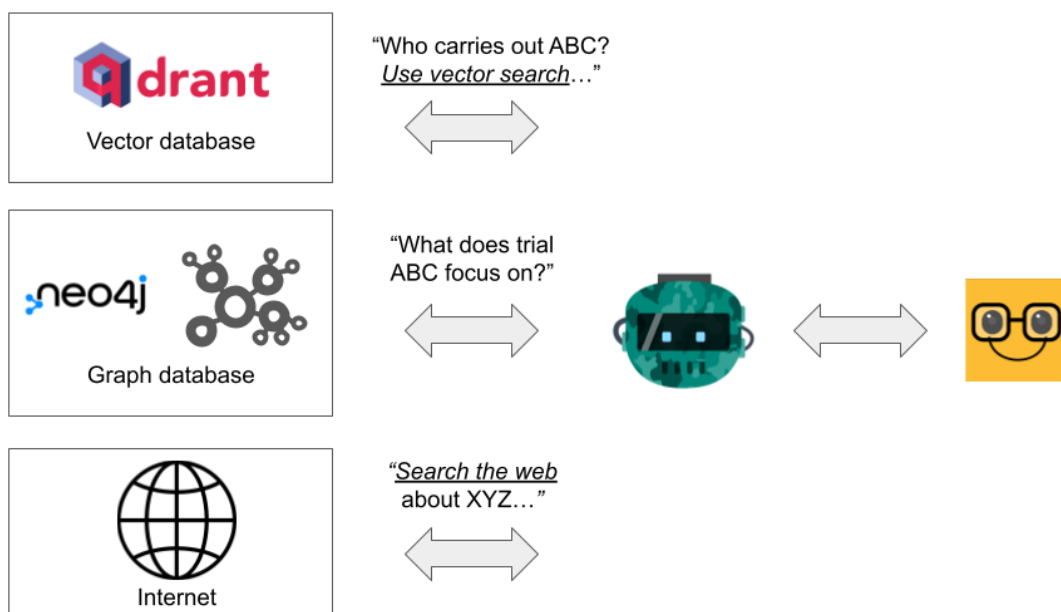 qdrant
Vector database
“Who carries out ABC?
Use vector search…”
neo4j
Graph database
“What does trial
ABC focus on?”
Internet
“Search the web
about XYZ…”